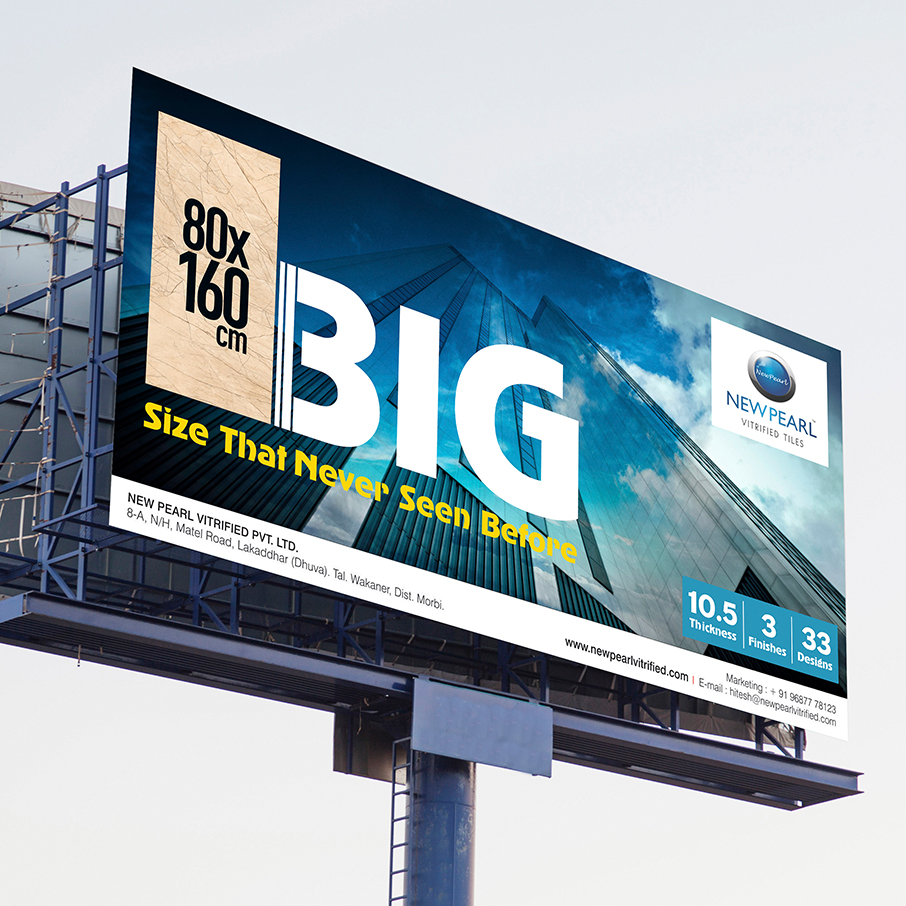 80x
160
cm
BIG
Size That Never Seen Before
NewPearl
NEWPEARL
VITRIFIED TILES
10.5
Thickness
3
Finishes
33
Designs
NEW PEARL VITRIFIED PVT. LTD.
8-A, N/H, Matel Road, Lakaddhar (Dhuva). Tal. Wakaner, Dist. Morbi.
www.newpearlvitrified.com | Marketing : + 91 96877 78123
E-mail : hitesh@newpearlvitrified.com